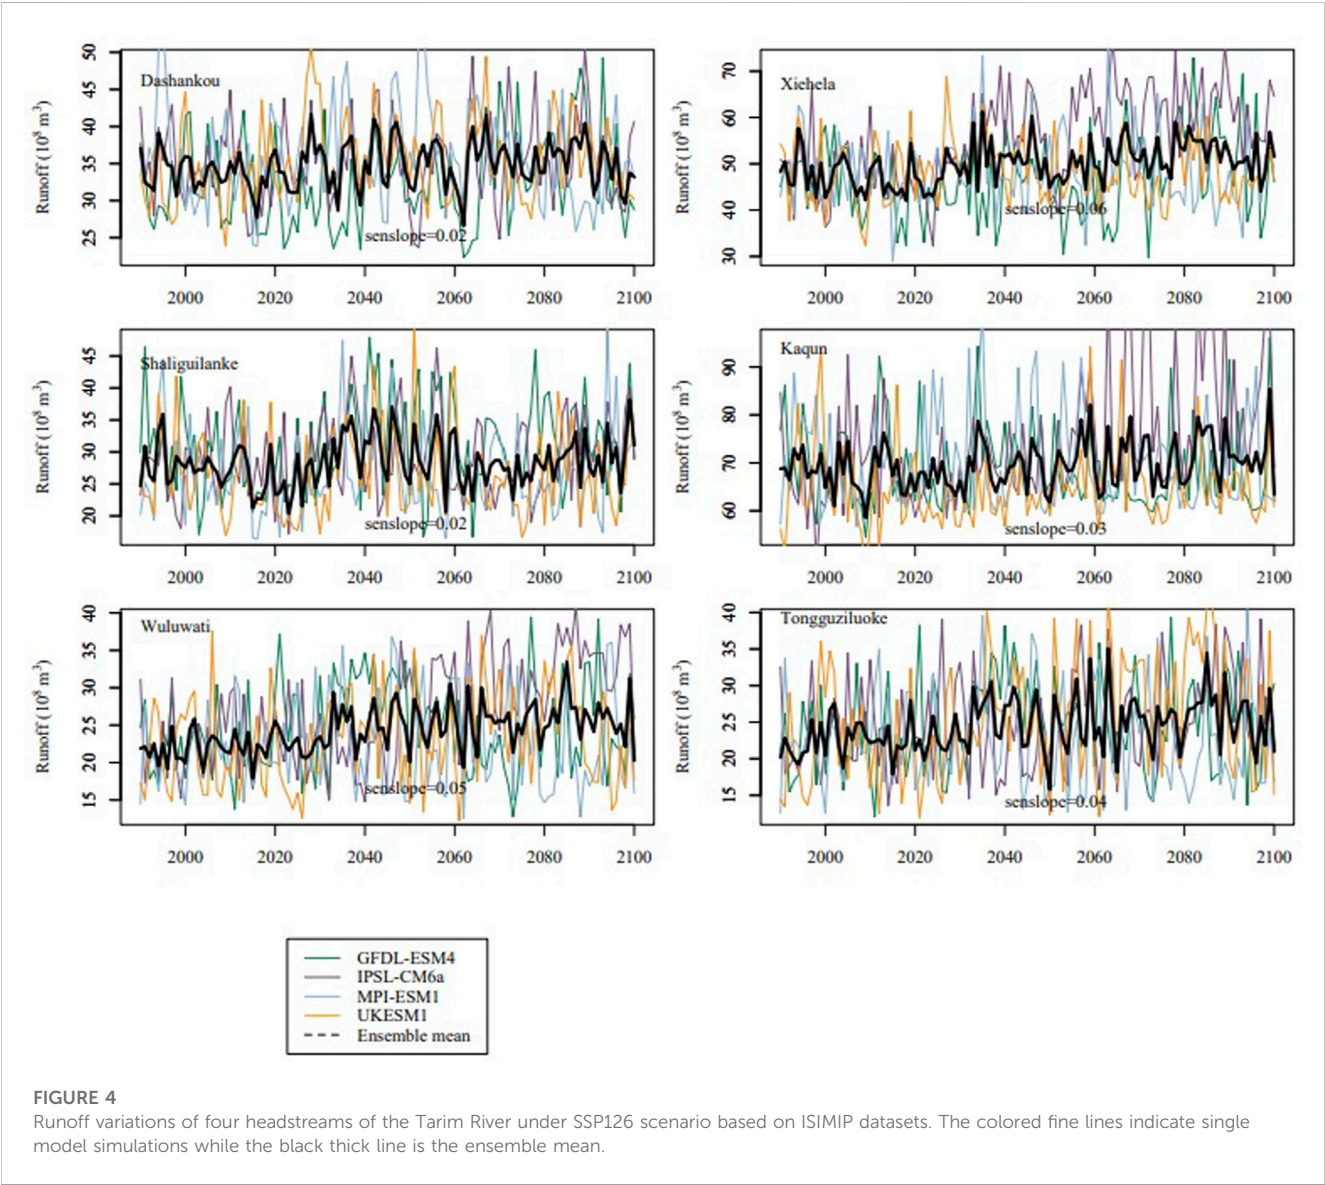 Dashankou
Runoff (10⁸ m³)
50
45
40
35
30
25
senslope=0.02
2000 2020 2040 2060 2080 2100
Xiehela
Runoff (10⁸ m³)
70
60
50
40
30
senslope=0.06
2000 2020 2040 2060 2080 2100
Shaliguilanke
Runoff (10⁸ m³)
45
40
35
30
25
20
senslope=0.02
2000 2020 2040 2060 2080 2100
Kaqun
Runoff (10⁸ m³)
90
80
70
60
senslope=0.03
2000 2020 2040 2060 2080 2100
Wuluwati
Runoff (10⁸ m³)
40
35
30
25
20
15
senslope=0.05
2000 2020 2040 2060 2080 2100
Tongguziluoke
Runoff (10⁸ m³)
40
35
30
25
20
15
senslope=0.04
2000 2020 2040 2060 2080 2100
GFDL-ESM4
IPSL-CM6a
MPI-ESM1
UKESM1
Ensemble mean
FIGURE 4
Runoff variations of four headstreams of the Tarim River under SSP126 scenario based on ISIMIP datasets. The colored fine lines indicate single
model simulations while the black thick line is the ensemble mean.